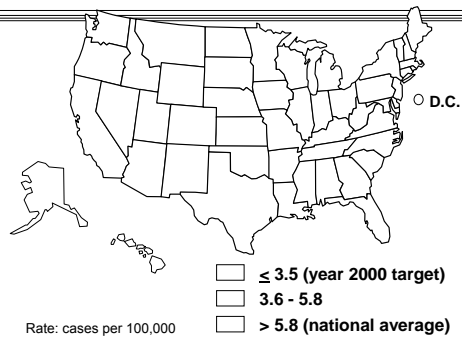 D.C.
≤ 3.5 (year 2000 target)
3.6 - 5.8
> 5.8 (national average)
Rate: cases per 100,000